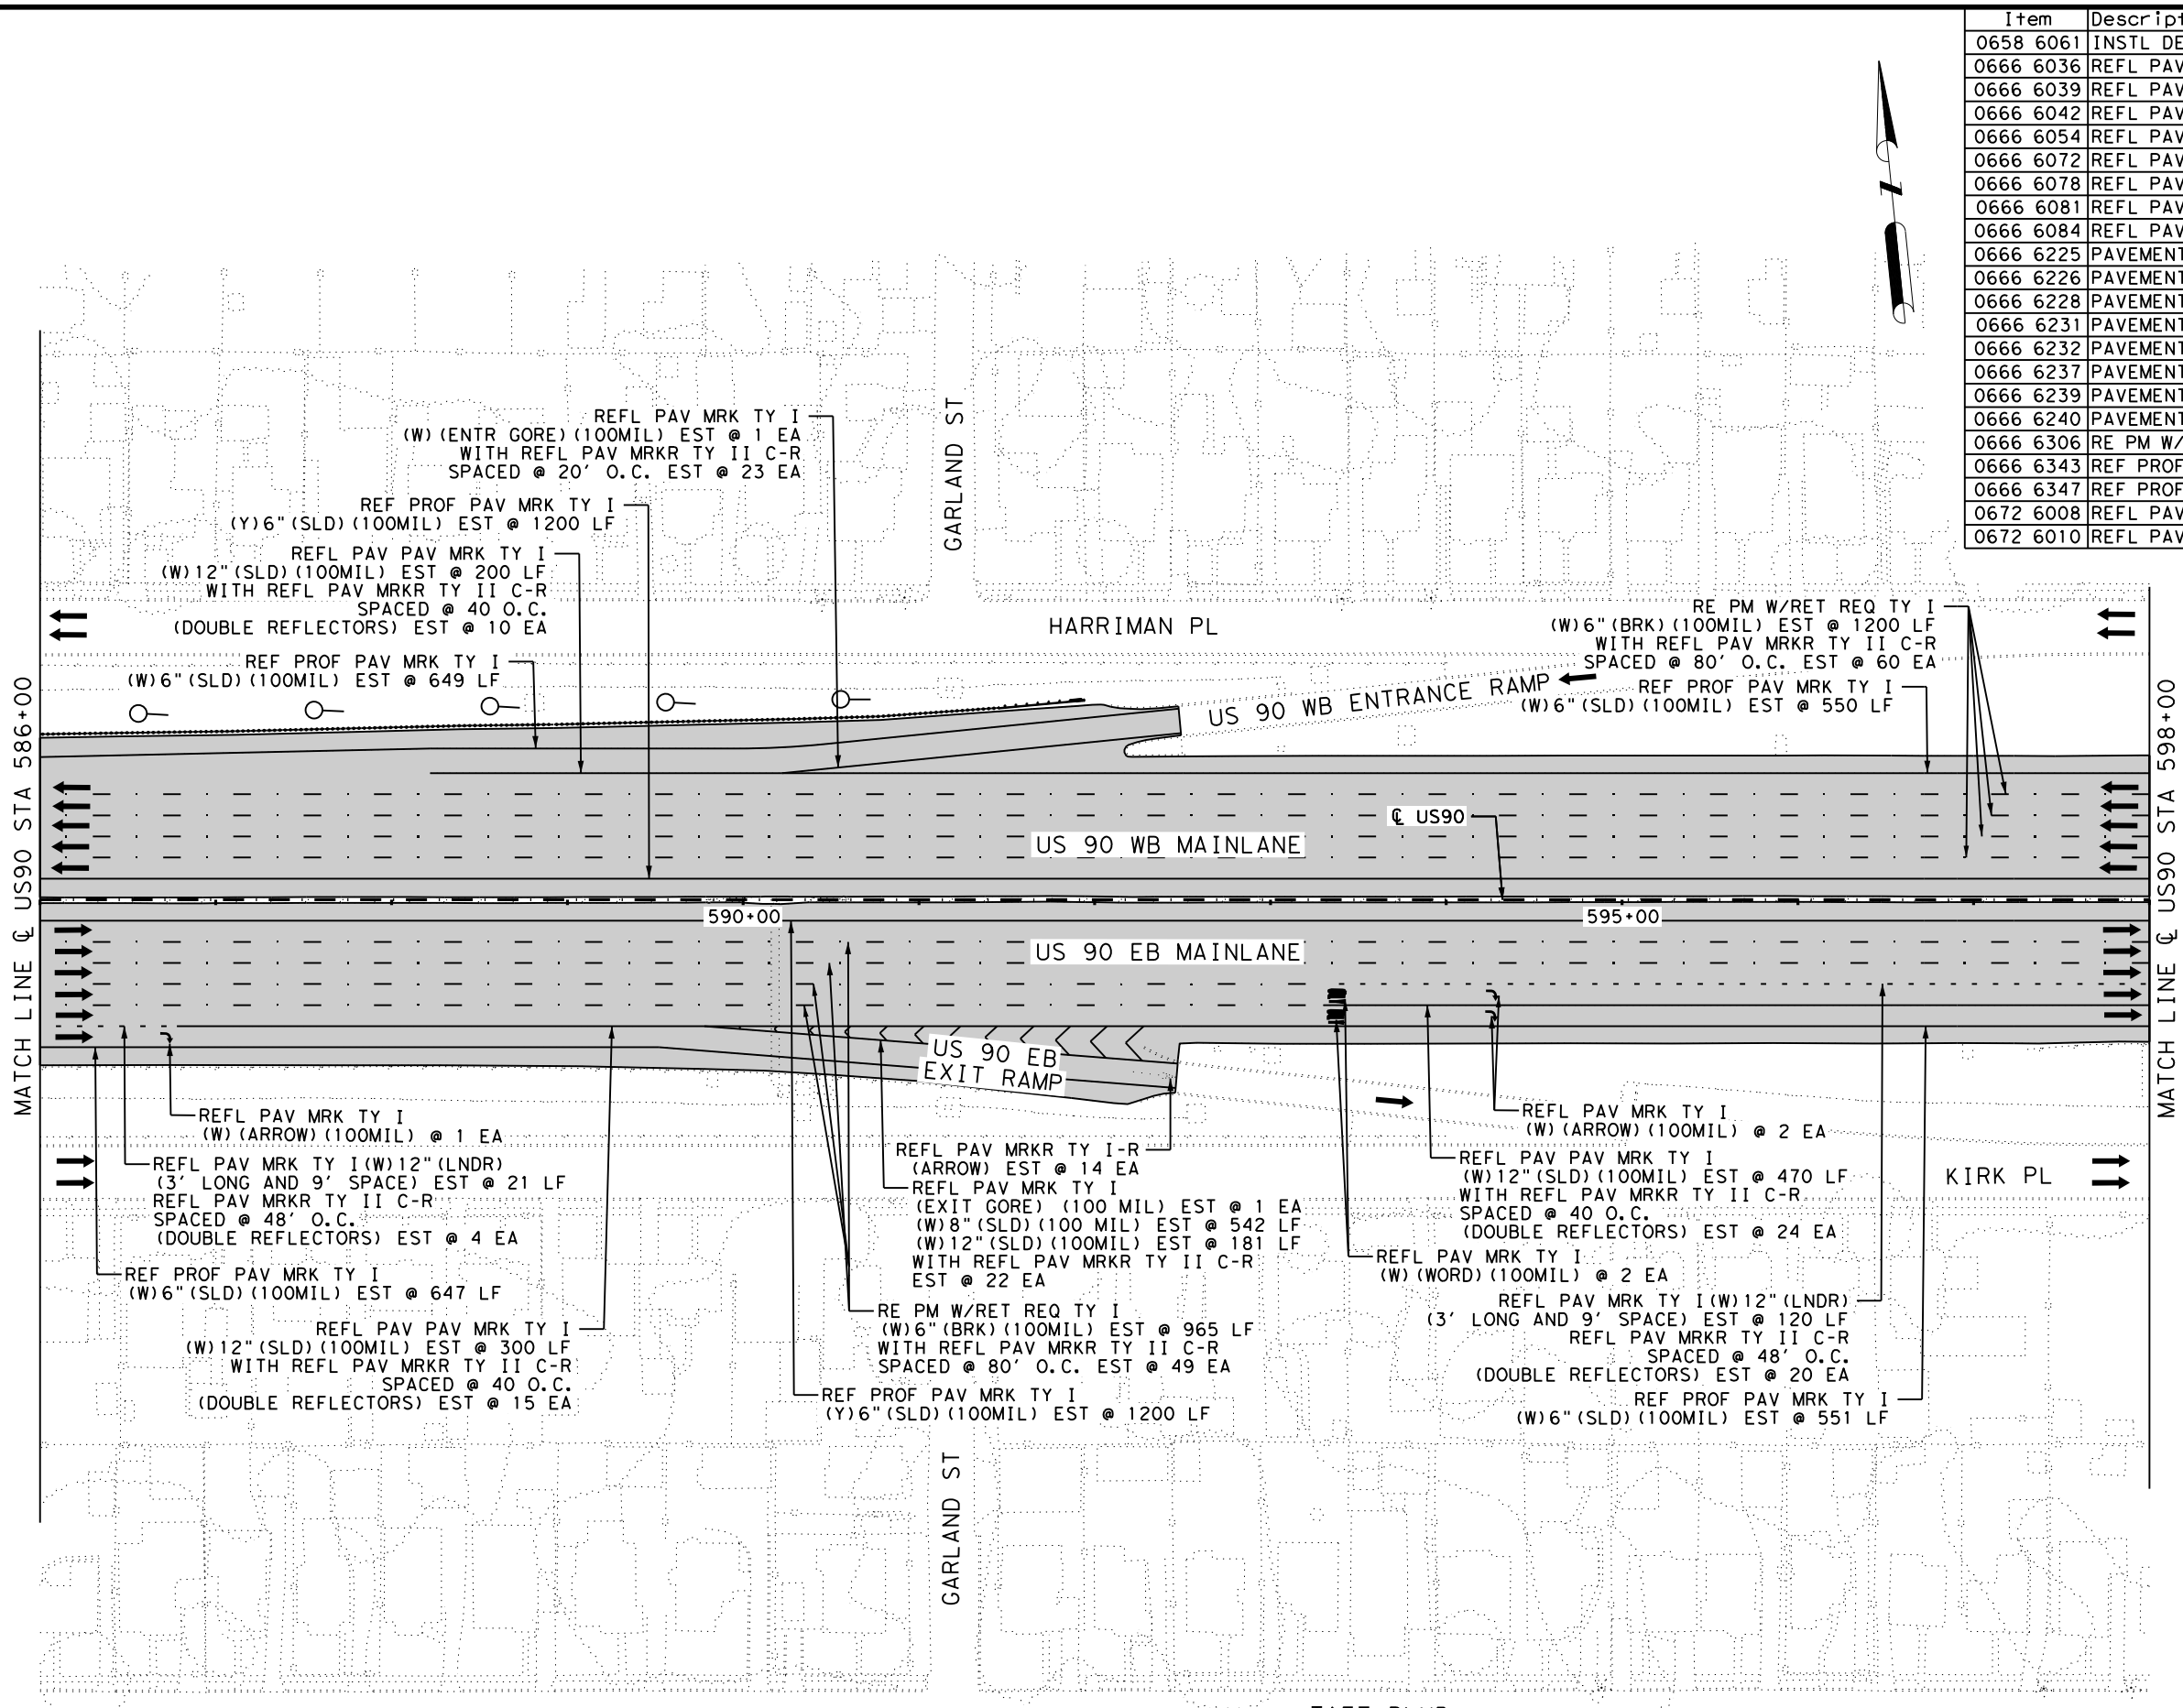 Item Descript
0658 6061 INSTL DE
0666 6036 REFL PAV
0666 6039 REFL PAV
0666 6042 REFL PAV
0666 6054 REFL PAV
0666 6072 REFL PAV
0666 6078 REFL PAV
0666 6081 REFL PAV
0666 6084 REFL PAV
0666 6225 PAVEMENT
0666 6226 PAVEMENT
0666 6228 PAVEMENT
0666 6231 PAVEMENT
0666 6232 PAVEMENT
0666 6237 PAVEMENT
0666 6239 PAVEMENT
0666 6240 PAVEMENT
0666 6306 RE PM W/
0666 6343 REF PROF
0666 6347 REF PROF
0672 6008 REFL PAV
0672 6010 REFL PAV
REFL PAV MRK TY I
(W)(ENTR GORE)(100MIL) EST @ 1 EA
WITH REFL PAV MRKR TY II C-R
SPACED @ 20' O.C. EST @ 23 EA
REF PROF PAV MRK TY I
(Y)6"(SLD)(100MIL) EST @ 1200 LF
REFL PAV PAV MRK TY I
(W)12"(SLD)(100MIL) EST @ 200 LF
WITH REFL PAV MRKR TY II C-R
SPACED @ 40 O.C.
(DOUBLE REFLECTORS) EST @ 10 EA
REF PROF PAV MRK TY I
(W)6"(SLD)(100MIL) EST @ 649 LF
GARLAND ST
HARRIMAN PL
RE PM W/RET REQ TY I
(W)6"(BRK)(100MIL) EST @ 1200 LF
WITH REFL PAV MRKR TY II C-R
SPACED @ 80' O.C. EST @ 60 EA
REF PROF PAV MRK TY I
(W)6"(SLD)(100MIL) EST @ 550 LF
US 90 WB ENTRANCE RAMP
MATCH LINE ℄ US90 STA 586+00
MATCH LINE ℄ US90 STA 598+00
℄ US90
US 90 WB MAINLANE
590+00
595+00
US 90 EB MAINLANE
US 90 EB
EXIT RAMP
REFL PAV MRK TY I
(W)(ARROW)(100MIL) @ 1 EA
REFL PAV MRK TY I(W)12"(LNDR)
(3' LONG AND 9' SPACE) EST @ 21 LF
REFL PAV MRKR TY II C-R
SPACED @ 48' O.C.
(DOUBLE REFLECTORS) EST @ 4 EA
REF PROF PAV MRK TY I
(W)6"(SLD)(100MIL) EST @ 647 LF
REFL PAV PAV MRK TY I
(W)12"(SLD)(100MIL) EST @ 300 LF
WITH REFL PAV MRKR TY II C-R
SPACED @ 40 O.C.
(DOUBLE REFLECTORS) EST @ 15 EA
REFL PAV MRKR TY I-R
(ARROW) EST @ 14 EA
REFL PAV MRK TY I
(EXIT GORE) (100 MIL) EST @ 1 EA
(W)8"(SLD)(100 MIL) EST @ 542 LF
(W)12"(SLD)(100MIL) EST @ 181 LF
WITH REFL PAV MRKR TY II C-R
EST @ 22 EA
RE PM W/RET REQ TY I
(W)6"(BRK)(100MIL) EST @ 965 LF
WITH REFL PAV MRKR TY II C-R
SPACED @ 80' O.C. EST @ 49 EA
REF PROF PAV MRK TY I
(Y)6"(SLD)(100MIL) EST @ 1200 LF
REFL PAV MRK TY I
(W)(ARROW)(100MIL) @ 2 EA
REFL PAV PAV MRK TY I
(W)12"(SLD)(100MIL) EST @ 470 LF
WITH REFL PAV MRKR TY II C-R
SPACED @ 40 O.C.
(DOUBLE REFLECTORS) EST @ 24 EA
KIRK PL
REFL PAV MRK TY I
(W)(WORD)(100MIL) @ 2 EA
REFL PAV MRK TY I(W)12"(LNDR)
(3' LONG AND 9' SPACE) EST @ 120 LF
REFL PAV MRKR TY II C-R
SPACED @ 48' O.C.
(DOUBLE REFLECTORS) EST @ 20 EA
REF PROF PAV MRK TY I
(W)6"(SLD)(100MIL) EST @ 551 LF
GARLAND ST